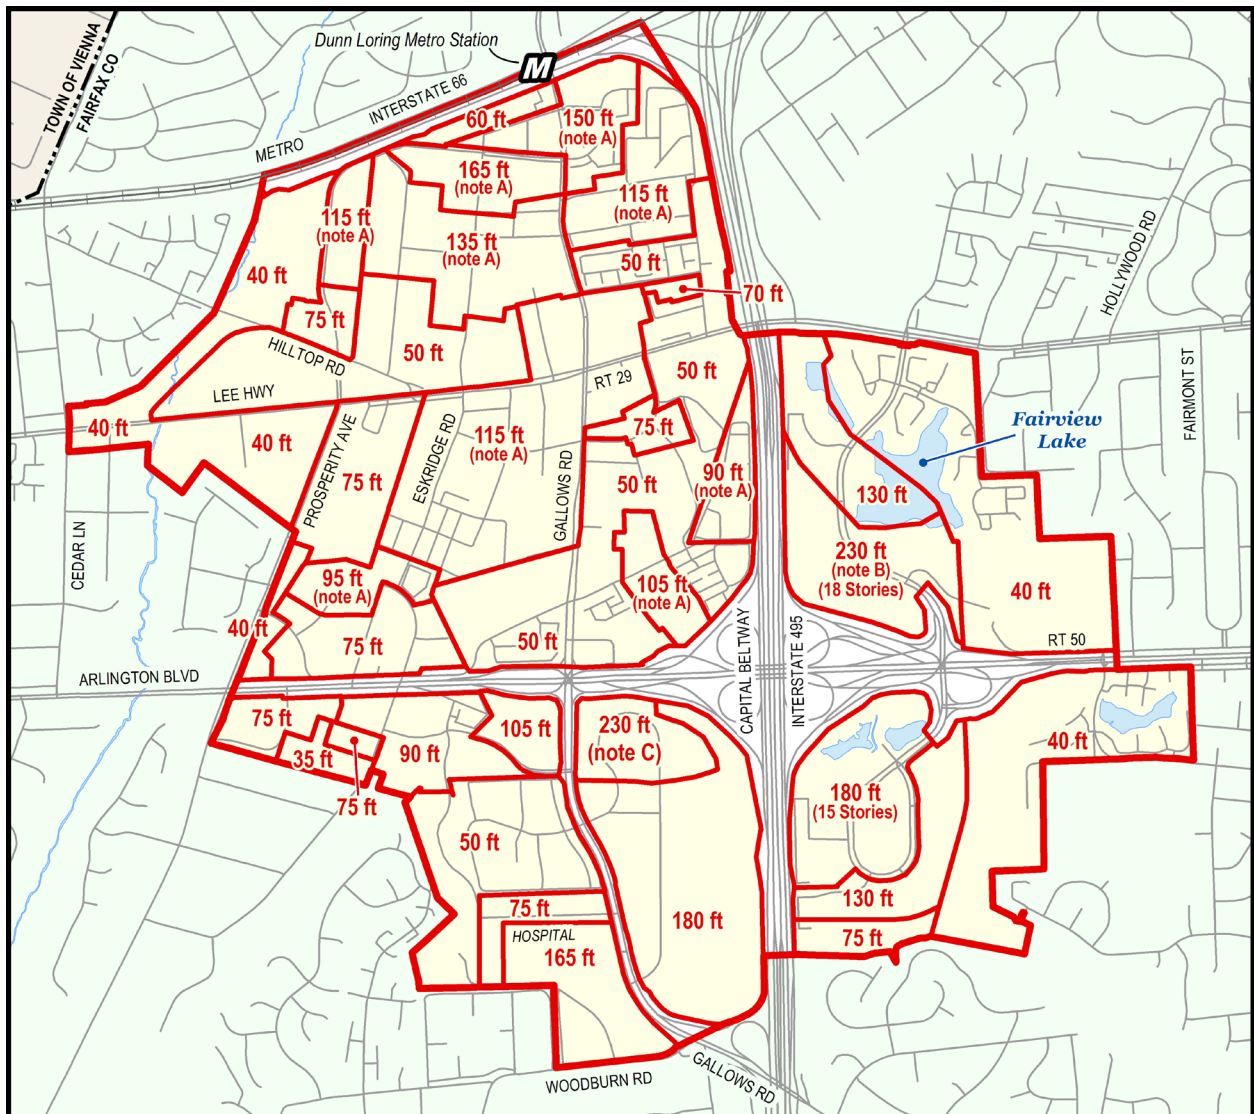 TOWN OF VIENNA
FAIRFAX CO
Dunn Loring Metro Station
M
METRO
INTERSTATE 66
60 ft
150 ft
(note A)
165 ft
(note A)
115 ft
(note A)
115 ft
(note A)
135 ft
(note A)
40 ft
50 ft
70 ft
75 ft
HOLLYWOOD RD
HILLTOP RD
50 ft
RT 29
50 ft
LEE HWY
FAIRMONT ST
40 ft
40 ft
PROSPERITY AVE
75 ft
ESKRIDGE RD
115 ft
(note A)
GALLOWS RD
75 ft
50 ft
90 ft
(note A)
Fairview
Lake
130 ft
230 ft
(note B)
(18 Stories)
CEDAR LN
95 ft
(note A)
105 ft
(note A)
40 ft
40 ft
75 ft
50 ft
CAPITAL BELTWAY
INTERSTATE 495
RT 50
ARLINGTON BLVD
75 ft
35 ft
75 ft
90 ft
105 ft
230 ft
(note C)
40 ft
180 ft
(15 Stories)
50 ft
130 ft
75 ft
75 ft
HOSPITAL
165 ft
180 ft
WOODBURN RD
GALLOWS RD